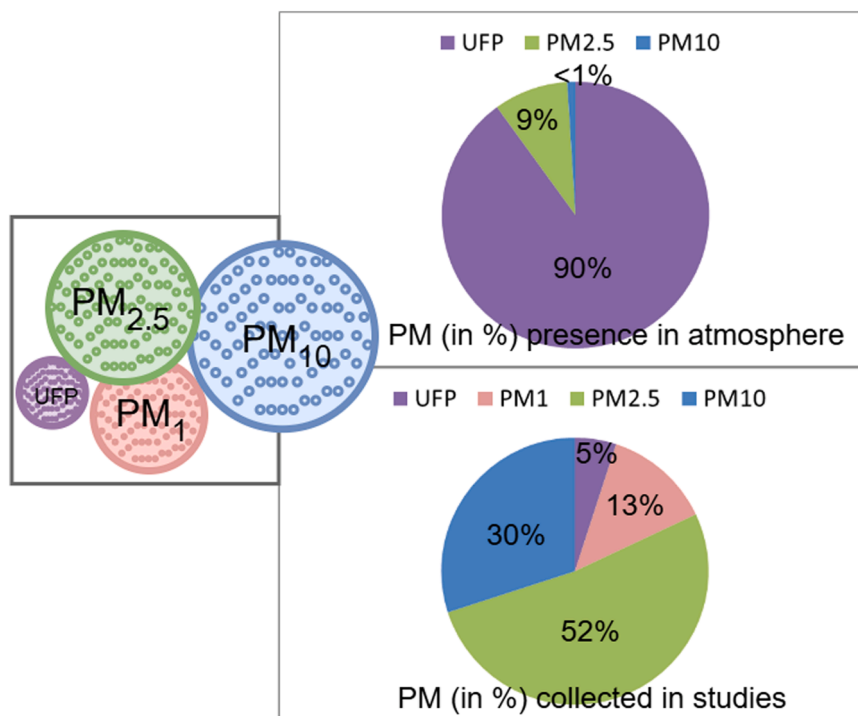 UFP PM2.5 PM10
<1%
9%
90%
PM (in %) presence in atmosphere
PM2.5
PM10
UFP
PM1
UFP PM1 PM2.5 PM10
5%
13%
30%
52%
PM (in %) collected in studies